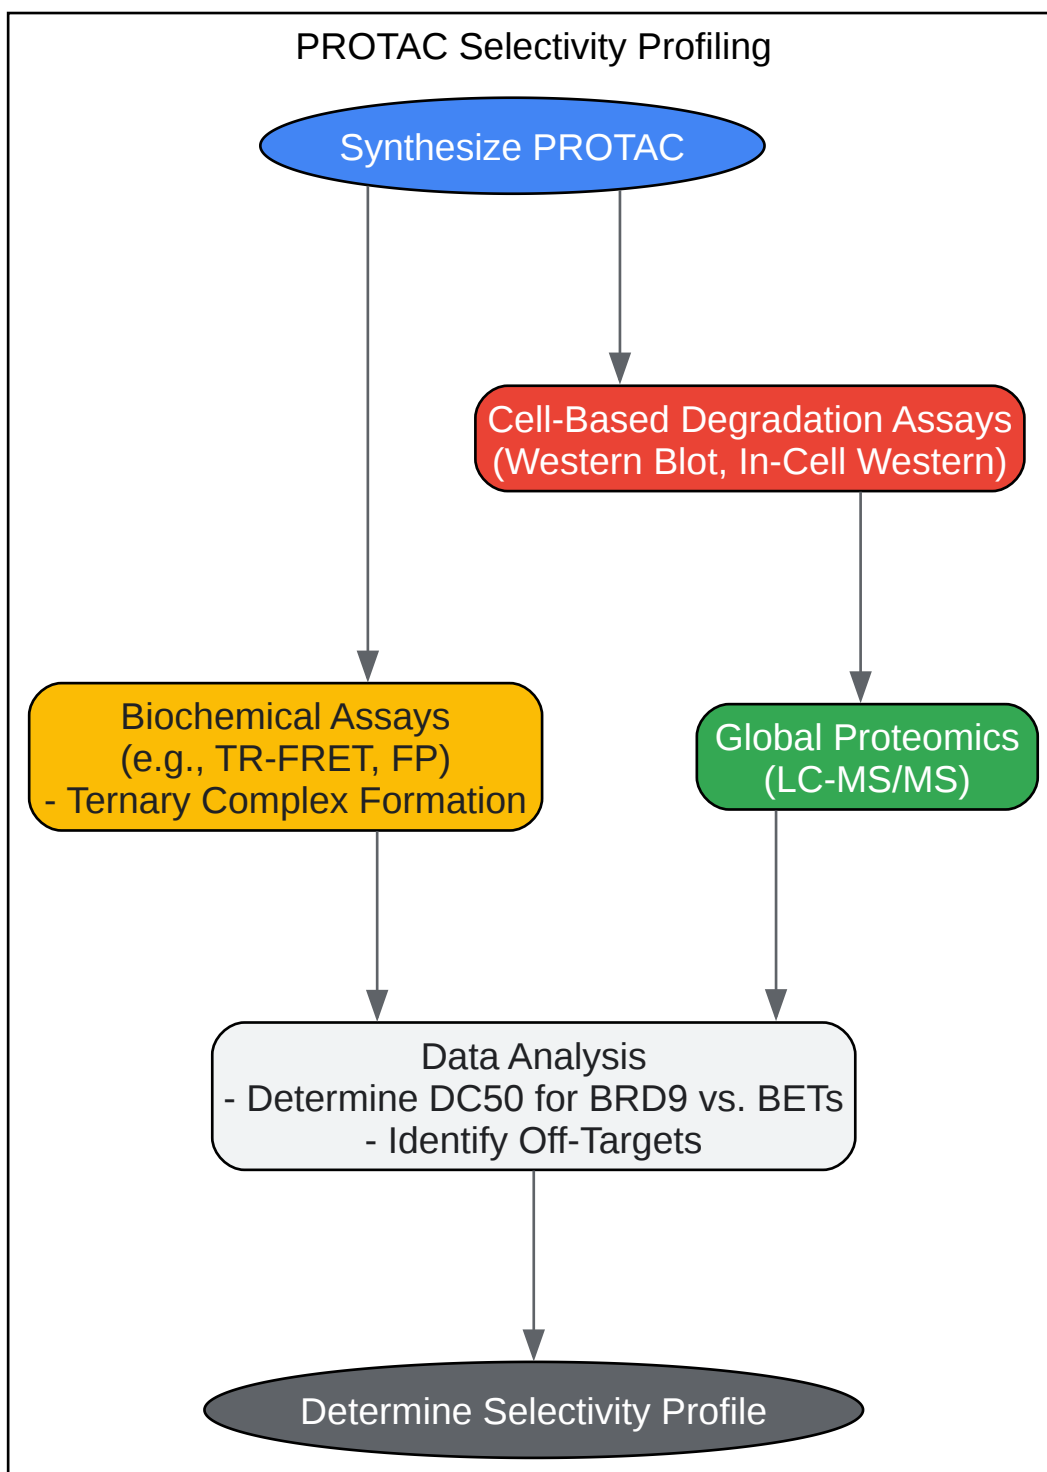 PROTAC Selectivity Profiling
Synthesize PROTAC
Cell-Based Degradation Assays
(Western Blot, In-Cell Western)
Biochemical Assays
(e.g., TR-FRET, FP)
- Ternary Complex Formation
Global Proteomics
(LC-MS/MS)
Data Analysis
- Determine DC50 for BRD9 vs. BETs
- Identify Off-Targets
Determine Selectivity Profile